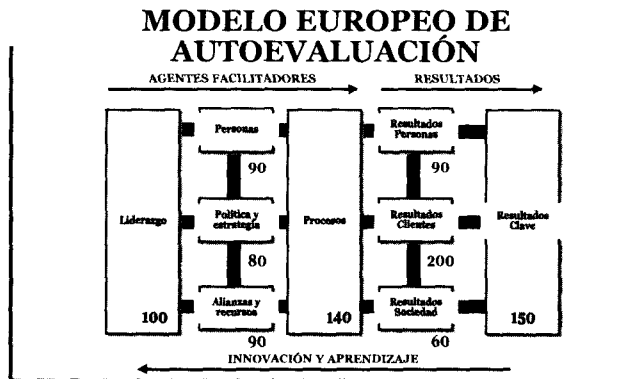 MODELO EUROPEO DE
AUTOEVALUACIÓN
AGENTES FACILITADORES
RESULTADOS
Liderazgo
100
Personas
90
Política y
estrategia
80
Alianzas y
recursos
90
Procesos
140
Resultados
Personas
90
Resultados
Clientes
200
Resultados
Sociedad
60
Resultados
Clave
150
INNOVACIÓN Y APRENDIZAJE